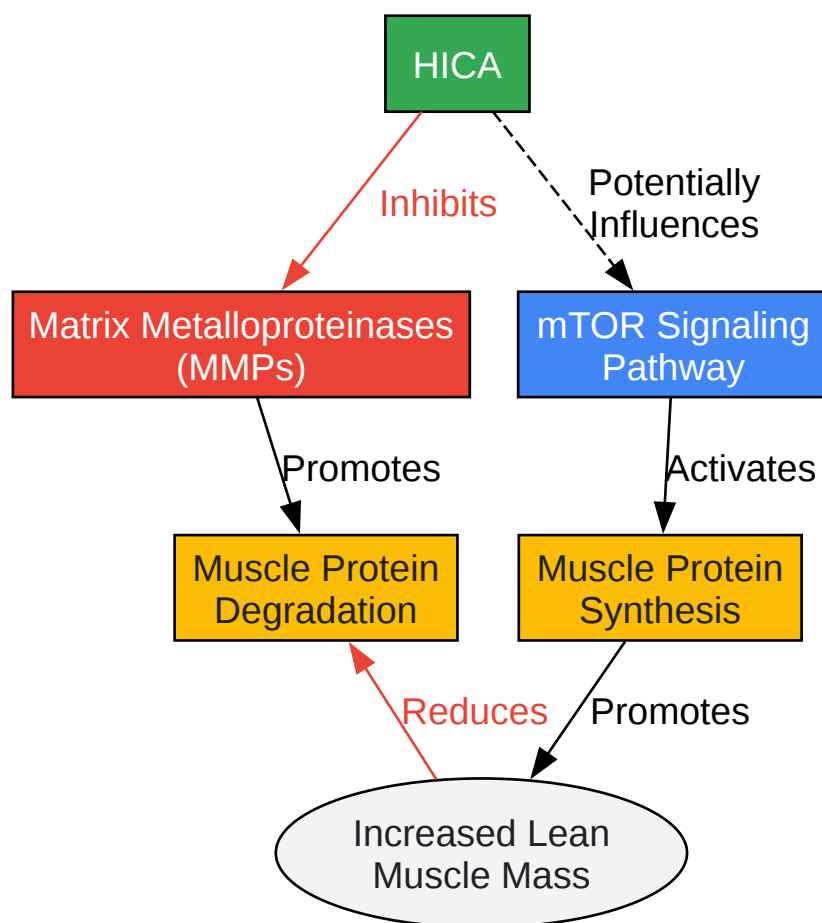 HICA
Inhibits
Potentially
Influences
Matrix Metalloproteinases
(MMPs)
mTOR Signaling
Pathway
Promotes
Activates
Muscle Protein
Degradation
Muscle Protein
Synthesis
Reduces
Promotes
Increased Lean
Muscle Mass